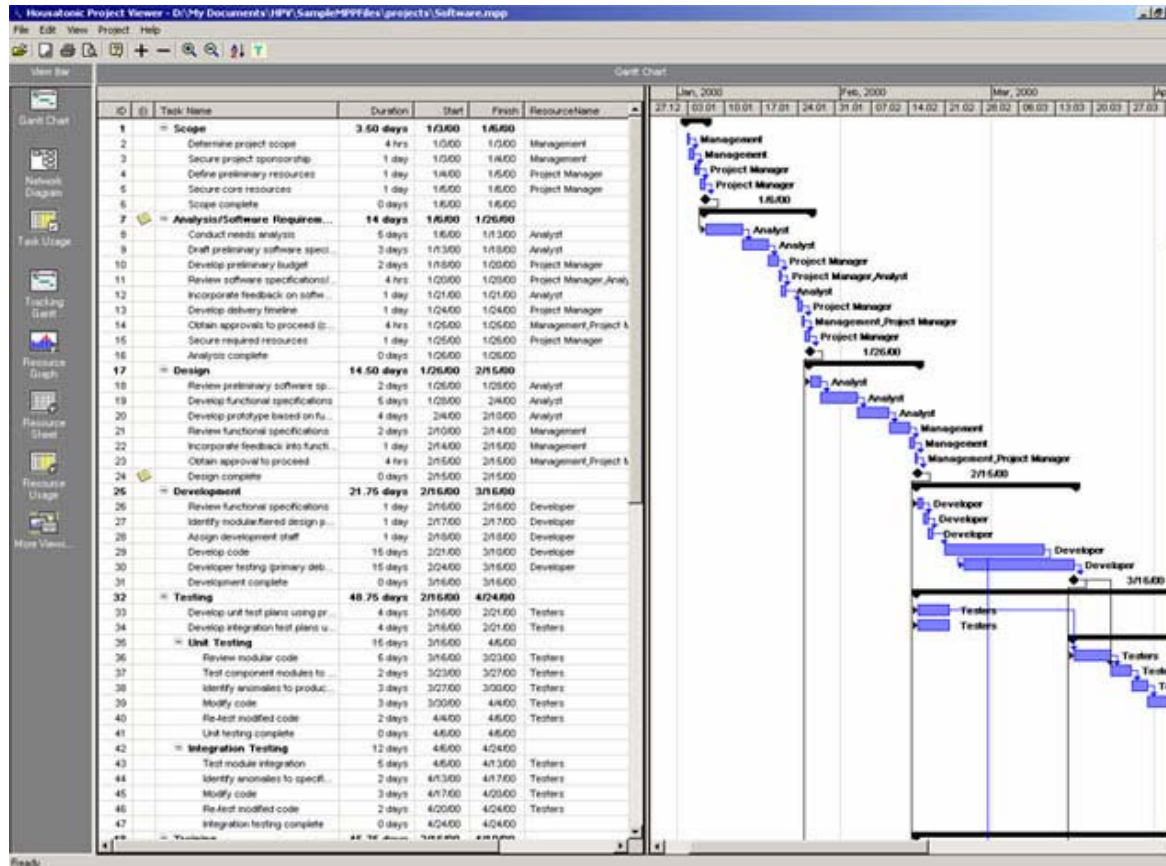 Housatonic Project Viewer - D:\My Documents\HPV\SampleMPPFiles\projects\Software.mpp
File Edit View Project Help
View Bar
Gantt Chart
Gantt Chart
Network Diagram
Task Usage
Tracking Gantt
Resource Graph
Resource Sheet
Resource Usage
More Views...
ID Task Name Duration Start Finish ResourceName
1 Scope 3.50 days 1/3/00 1/6/00
2 Determine project scope 4 hrs 1/3/00 1/3/00 Management
3 Secure project sponsorship 1 day 1/3/00 1/4/00 Management
4 Define preliminary resources 1 day 1/4/00 1/5/00 Project Manager
5 Secure core resources 1 day 1/5/00 1/6/00 Project Manager
6 Scope complete 0 days 1/6/00 1/6/00
7 Analysis/Software Requirem... 14 days 1/6/00 1/26/00
8 Conduct needs analysis 5 days 1/6/00 1/13/00 Analyst
9 Draft preliminary software speci... 3 days 1/13/00 1/18/00 Analyst
10 Develop preliminary budget 2 days 1/18/00 1/20/00 Project Manager
11 Review software specifications/... 4 hrs 1/20/00 1/20/00 Project Manager,Analy
12 Incorporate feedback on softw... 1 day 1/21/00 1/21/00 Analyst
13 Develop delivery timeline 1 day 1/24/00 1/24/00 Project Manager
14 Obtain approvals to proceed (c... 4 hrs 1/25/00 1/25/00 Management,Project M
15 Secure required resources 1 day 1/25/00 1/26/00 Project Manager
16 Analysis complete 0 days 1/26/00 1/26/00
17 Design 14.50 days 1/26/00 2/15/00
18 Review preliminary software sp... 2 days 1/26/00 1/28/00 Analyst
19 Develop functional specifications 5 days 1/28/00 2/4/00 Analyst
20 Develop prototype based on fu... 4 days 2/4/00 2/10/00 Analyst
21 Review functional specifications 2 days 2/10/00 2/14/00 Management
22 Incorporate feedback into functi... 1 day 2/14/00 2/15/00 Management
23 Obtain approval to proceed 4 hrs 2/15/00 2/15/00 Management,Project M
24 Design complete 0 days 2/15/00 2/15/00
25 Development 21.75 days 2/16/00 3/16/00
26 Review functional specifications 1 day 2/16/00 2/16/00 Developer
27 Identify modular/tiered design p... 1 day 2/17/00 2/17/00 Developer
28 Assign development staff 1 day 2/18/00 2/18/00 Developer
29 Develop code 15 days 2/21/00 3/10/00 Developer
30 Developer testing (primary deb... 15 days 2/24/00 3/16/00 Developer
31 Development complete 0 days 3/16/00 3/16/00
32 Testing 48.75 days 2/16/00 4/24/00
33 Develop unit test plans using pr... 4 days 2/16/00 2/21/00 Testers
34 Develop integration test plans u... 4 days 2/16/00 2/21/00 Testers
35 Unit Testing 15 days 3/16/00 4/6/00
36 Review modular code 5 days 3/16/00 3/23/00 Testers
37 Test component modules to ... 2 days 3/23/00 3/27/00 Testers
38 Identify anomalies to produc... 3 days 3/27/00 3/30/00 Testers
39 Modify code 3 days 3/30/00 4/4/00 Testers
40 Re-test modified code 2 days 4/4/00 4/6/00 Testers
41 Unit testing complete 0 days 4/6/00 4/6/00
42 Integration Testing 12 days 4/6/00 4/24/00
43 Test module integration 5 days 4/6/00 4/13/00 Testers
44 Identify anomalies to specifi... 2 days 4/13/00 4/17/00 Testers
45 Modify code 3 days 4/17/00 4/20/00 Testers
46 Re-test modified code 2 days 4/20/00 4/24/00 Testers
47 Integration testing complete 0 days 4/24/00 4/24/00
Jan, 2000 Feb, 2000 Mar, 2000 Ap
27.12 03.01 10.01 17.01 24.01 31.01 07.02 14.02 21.02 28.02 06.03 13.03 20.03 27.03
Management
Management
Project Manager
Project Manager
1/6/00
Analyst
Analyst
Project Manager
Project Manager,Analyst
Analyst
Project Manager
Management,Project Manager
Project Manager
1/26/00
Analyst
Analyst
Analyst
Management
Management
Management,Project Manager
2/15/00
Developer
Developer
Developer
Developer
Developer
3/16/00
Testers
Testers
Testers
Teste
T
Ready